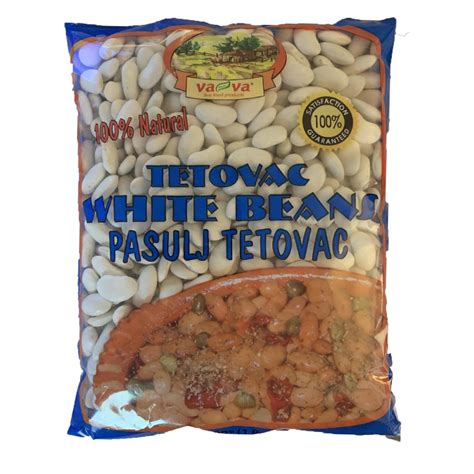 va va®
100% Natural
SATISFACTION
100%
GUARANTEED
TETOVAC
WHITE BEANS
PASULJ TETOVAC